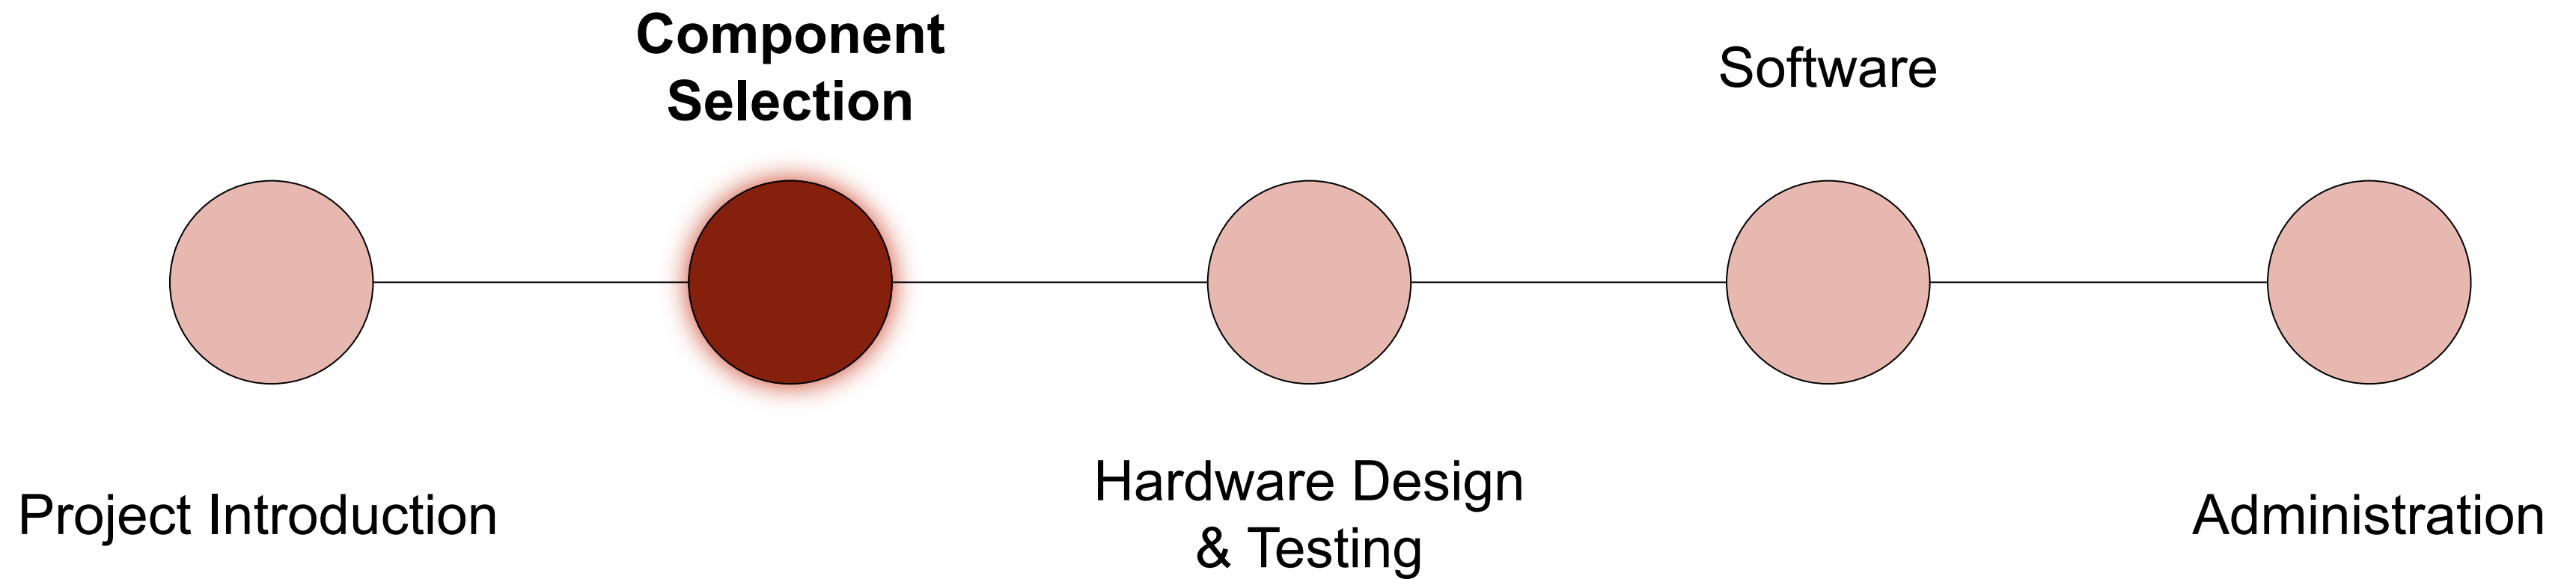 Component
Selection
Software
Project Introduction
Hardware Design
& Testing
Administration